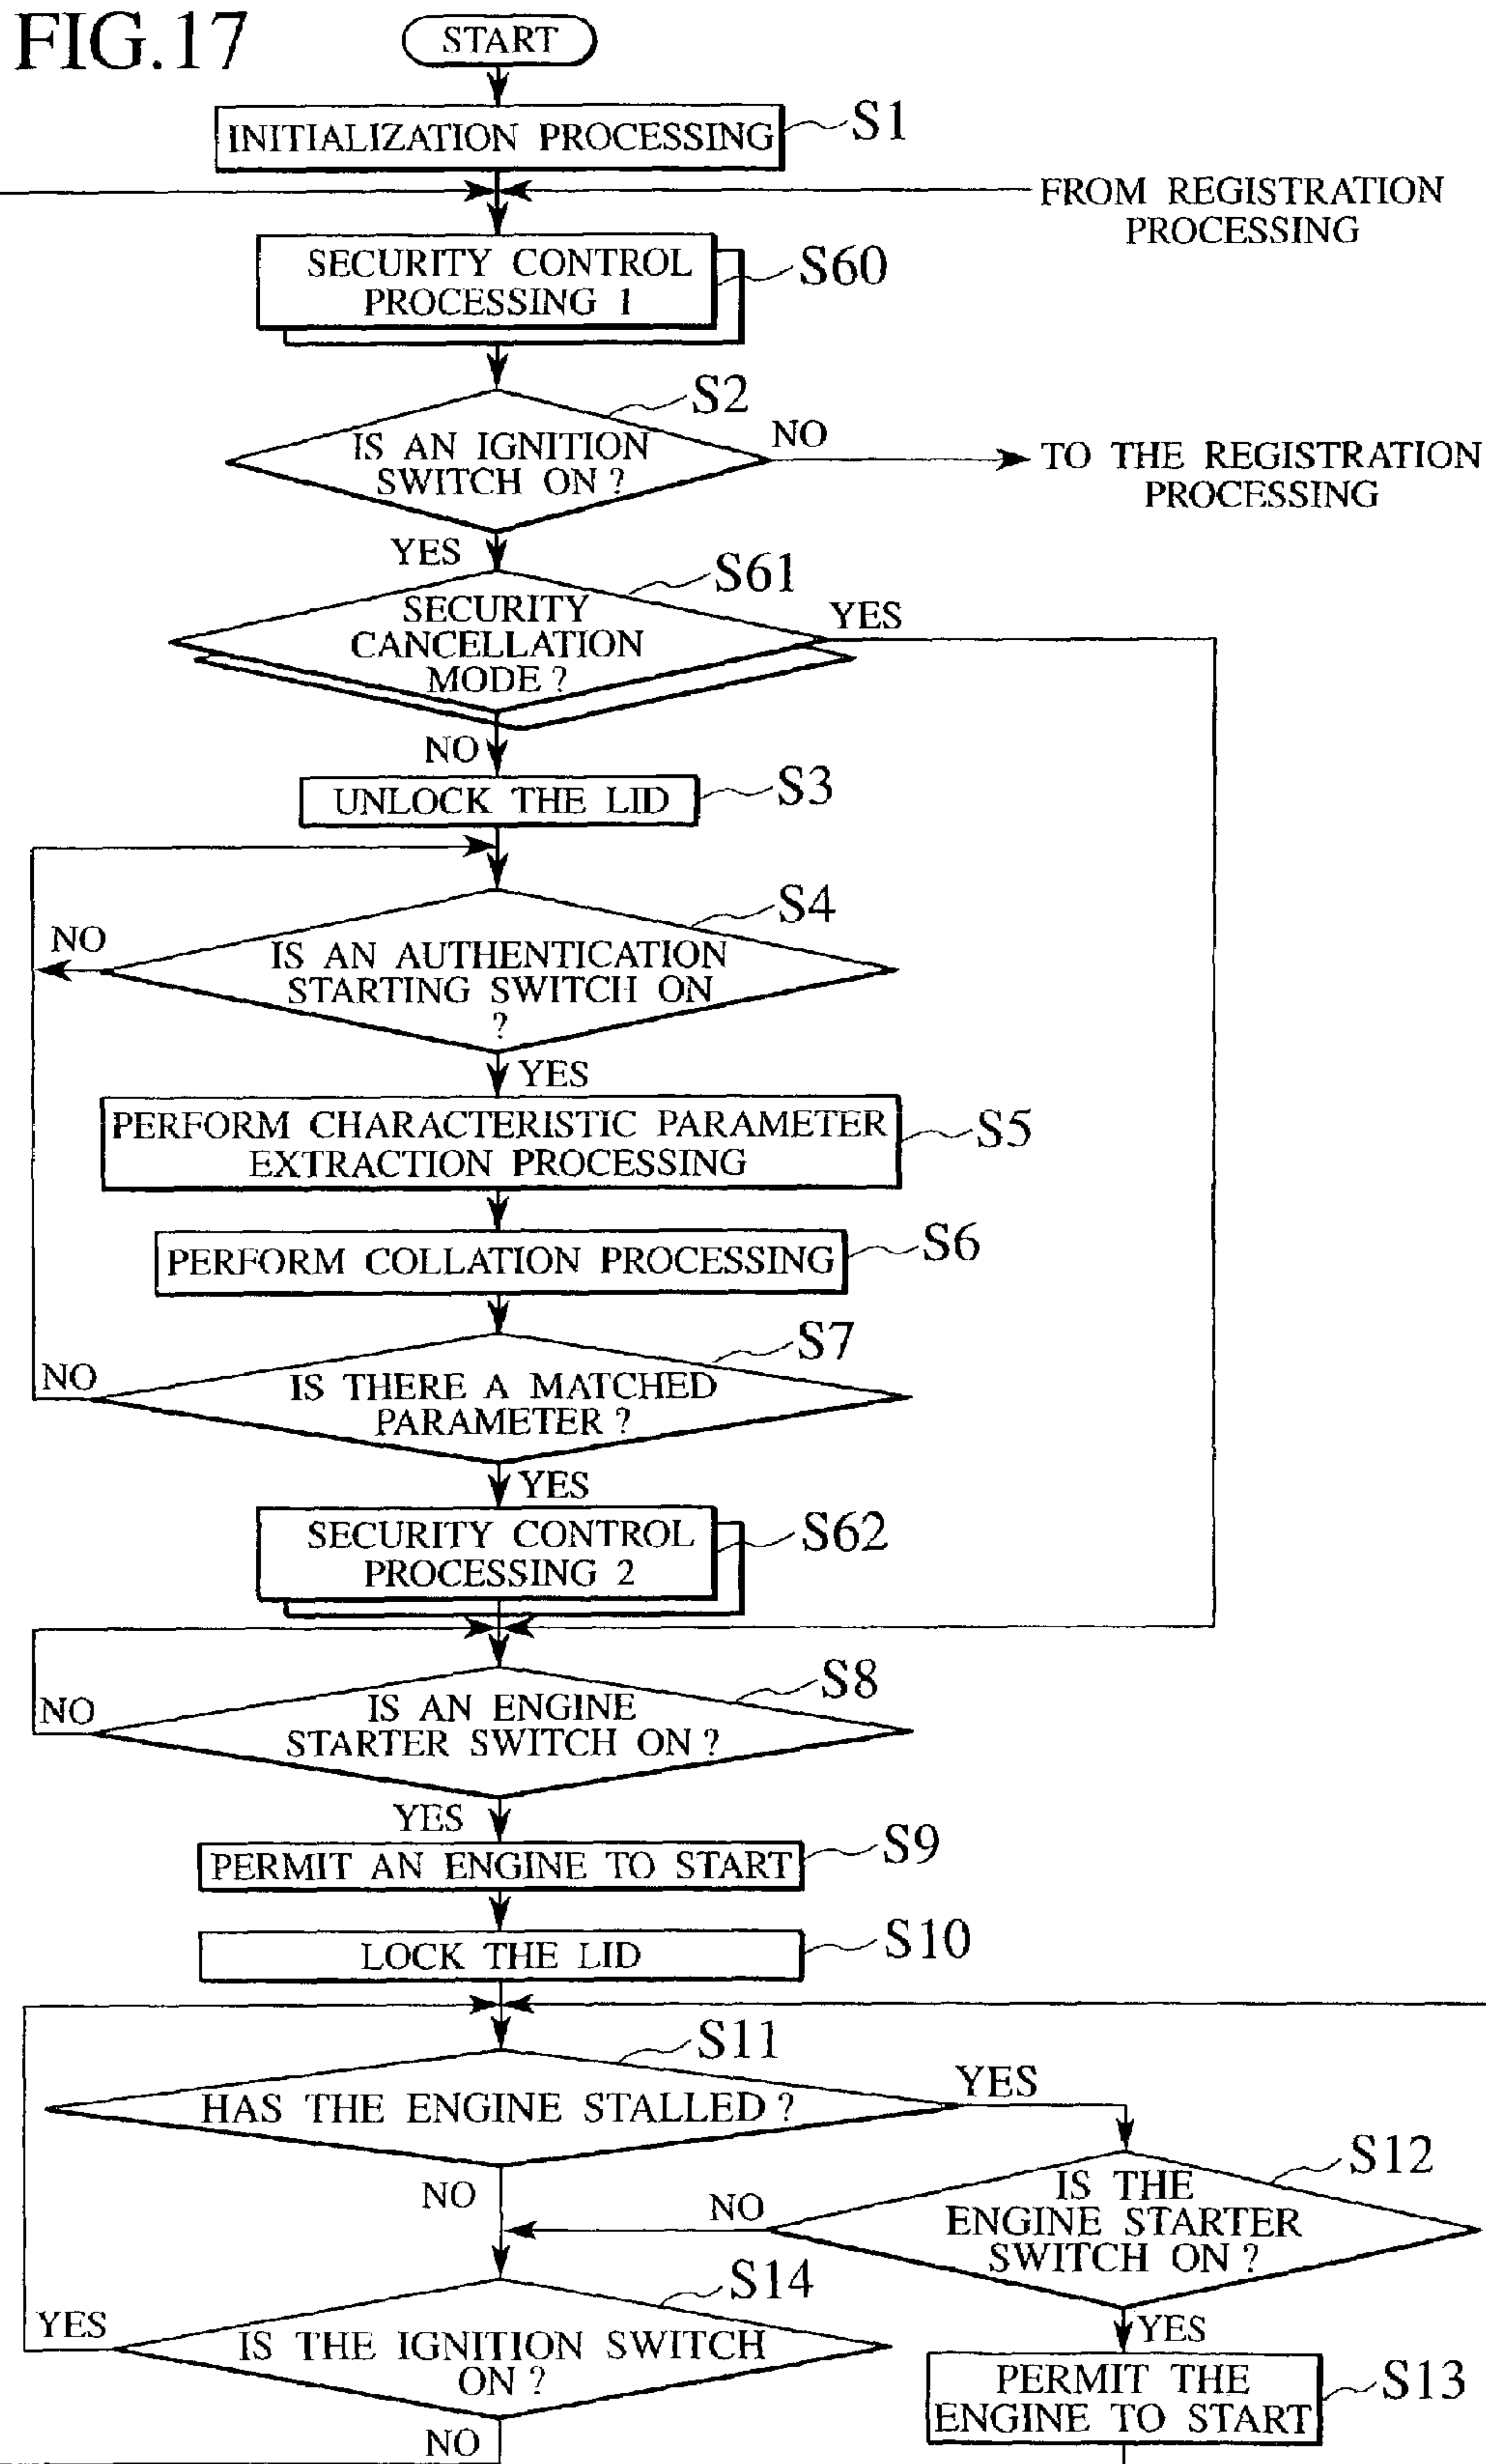 FIG.17
START
INITIALIZATION PROCESSING
S1
FROM REGISTRATION
PROCESSING
SECURITY CONTROL
PROCESSING 1
S60
S2
IS AN IGNITION
SWITCH ON ?
NO
TO THE REGISTRATION
PROCESSING
YES
S61
SECURITY
CANCELLATION
MODE ?
YES
NO
UNLOCK THE LID
S3
S4
NO
IS AN AUTHENTICATION
STARTING SWITCH ON
?
YES
PERFORM CHARACTERISTIC PARAMETER
EXTRACTION PROCESSING
S5
PERFORM COLLATION PROCESSING
S6
S7
NO
IS THERE A MATCHED
PARAMETER ?
YES
SECURITY CONTROL
PROCESSING 2
S62
S8
NO
IS AN ENGINE
STARTER SWITCH ON ?
YES
PERMIT AN ENGINE TO START
S9
LOCK THE LID
S10
S11
HAS THE ENGINE STALLED ?
YES
S12
NO
NO
IS THE
ENGINE STARTER
SWITCH ON ?
S14
YES
IS THE IGNITION SWITCH
ON ?
YES
PERMIT THE
ENGINE TO START
S13
NO